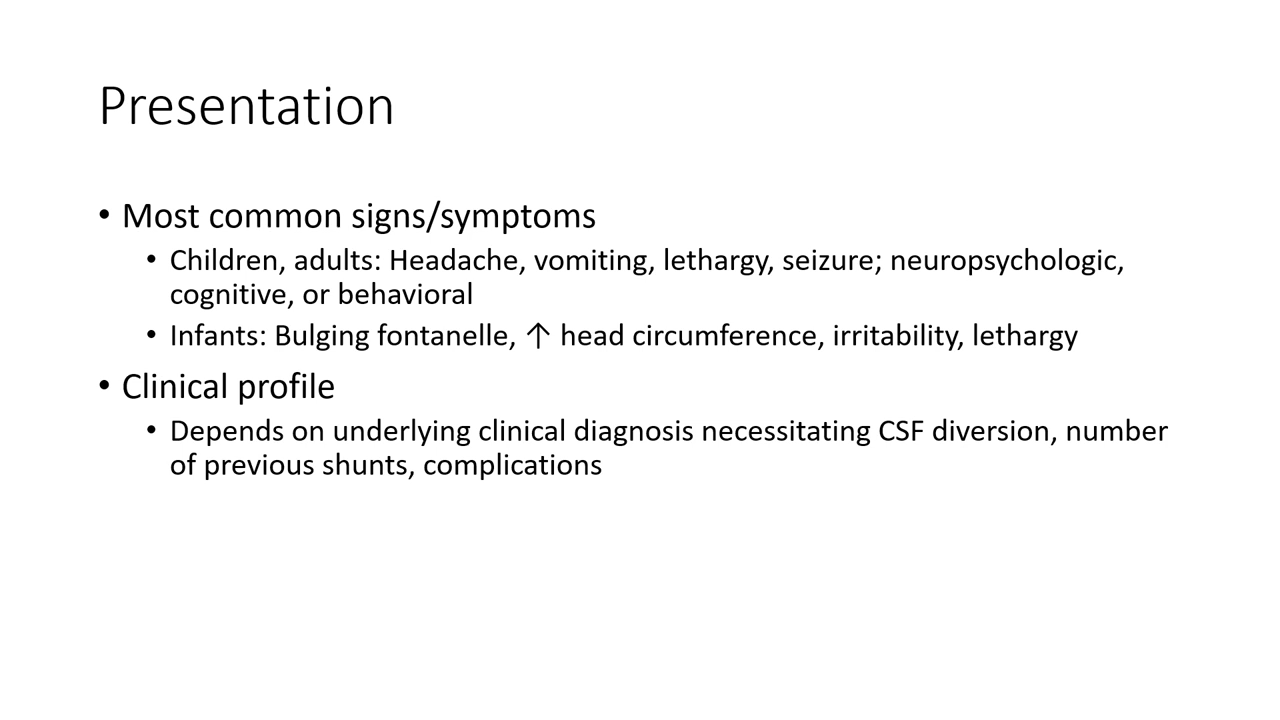 Presentation
• Most common signs/symptoms
• Children, adults: Headache, vomiting, lethargy, seizure; neuropsychologic,
cognitive, or behavioral
• Infants: Bulging fontanelle, ↑ head circumference, irritability, lethargy
• Clinical profile
• Depends on underlying clinical diagnosis necessitating CSF diversion, number
of previous shunts, complications